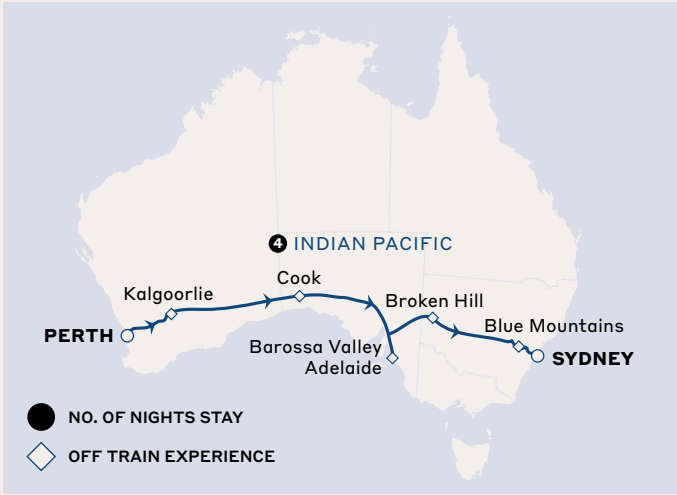 4 INDIAN PACIFIC
Cook
Kalgoorlie
Broken Hill
Blue Mountains
PERTH
Barossa Valley
Adelaide
SYDNEY
NO. OF NIGHTS STAY
OFF TRAIN EXPERIENCE